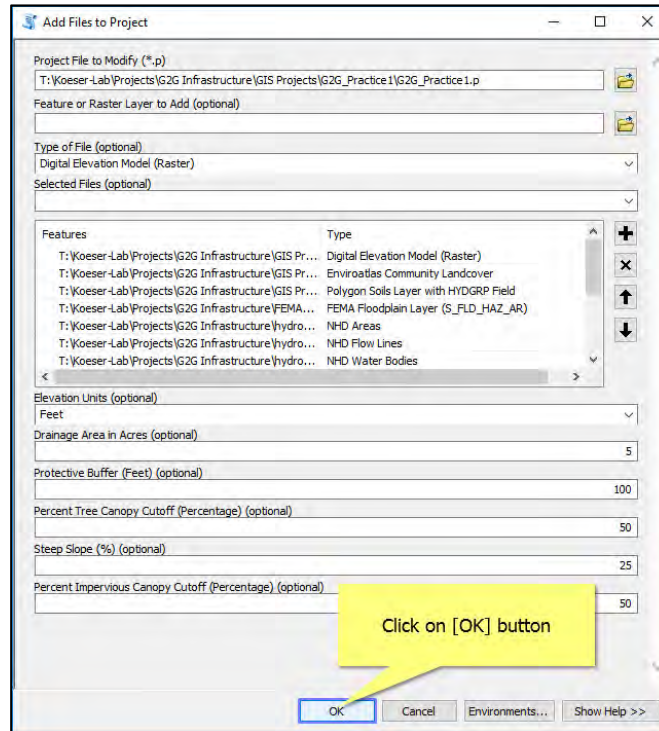 Add Files to Project
Project File to Modify (*.p)
T:\Koeser-Lab\Projects\G2G Infrastructure\GIS Projects\G2G_Practice1\G2G_Practice1.p
Feature or Raster Layer to Add (optional)
Type of File (optional)
Digital Elevation Model (Raster)
Selected Files (optional)
Features Type
T:\Koeser-Lab\Projects\G2G Infrastructure\GIS Pr... Digital Elevation Model (Raster)
T:\Koeser-Lab\Projects\G2G Infrastructure\GIS Pr... Enviroatlas Community Landcover
T:\Koeser-Lab\Projects\G2G Infrastructure\GIS Pr... Polygon Soils Layer with HYDGRP Field
T:\Koeser-Lab\Projects\G2G Infrastructure\FEMA... FEMA Floodplain Layer (S_FLD_HAZ_AR)
T:\Koeser-Lab\Projects\G2G Infrastructure\hydro... NHD Areas
T:\Koeser-Lab\Projects\G2G Infrastructure\hydro... NHD Flow Lines
T:\Koeser-Lab\Projects\G2G Infrastructure\hydro... NHD Water Bodies
Elevation Units (optional)
Feet
Drainage Area in Acres (optional)
5
Protective Buffer (Feet) (optional)
100
Percent Tree Canopy Cutoff (Percentage) (optional)
50
Steep Slope (%) (optional)
25
Percent Impervious Canopy Cutoff (Percentage) (optional)
50
Click on [OK] button
OK Cancel Environments... Show Help >>